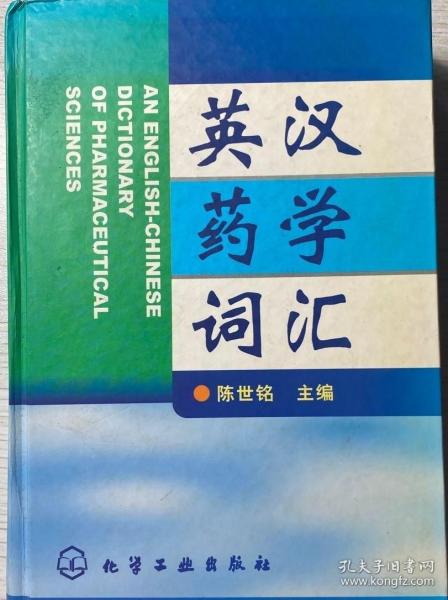 AN ENGLISH-CHINESE
DICTIONARY
OF PHARMACEUTICAL
SCIENCES
英汉
药学
词汇
陈世铭 主编
化学工业出版社
孔夫子旧书网
book.kongfz.com